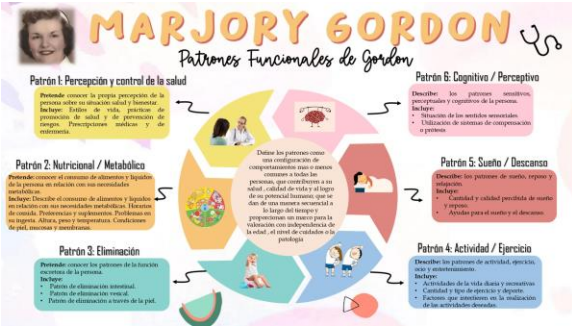 MARJORY GORDON
Patrones Funcionales de Gordon
Patrón 1: Percepción y control de la salud
Pretende conocer la propia percepción de la
persona sobre su situación salud y bienestar.
Incluye: Estilos de vida, prácticas de
promoción de salud y de prevención de
riesgos. Prescripciones médicas y de
enfermería.
Patrón 2: Nutricional / Metabólico
Pretende: conocer el consumo de alimentos y líquidos
de la persona en relación con sus necesidades
metabólicas.
Incluye: Describe el consumo de alimentos y líquidos
en relación con sus necesidades metabólicas. Horarios
de comida. Preferencias y suplementos. Problemas en
su ingesta. Altura, peso y temperatura. Condiciones
de piel, mucosas y membranas.
Patrón 3: Eliminación
Pretende: conocer los patrones de la función
excretora de la persona.
Incluye:
• Patrón de eliminación intestinal.
• Patrón de eliminación vesical.
• Patrón de eliminación a través de la piel.
Define los patrones como
una configuración de
comportamientos mas o menos
comunes a todas las
personas, que contribuyen a su
salud, calidad de vida y al logro
de su potencial humano; que se
dan de una manera secuencial a
lo largo del tiempo y
proporcionan un marco para la
valoración con independencia de
la edad, el nivel de cuidados o la
patología
Patrón 6: Cognitivo / Perceptivo
Describe: los patrones sensitivos,
perceptuales y cognitivos de la persona.
Incluye:
• Situación de los sentidos sensoriales
• Utilización de sistemas de compensación
o prótesis.
Patrón 5: Sueño / Descanso
Describe: los patrones de sueño, reposo y
relajación.
Incluye:
• Cantidad y calidad percibida de sueño
y reposo.
• Ayudas para el sueño y el descanso.
Patrón 4: Actividad / Ejercicio
Describe: los patrones de actividad, ejercicio,
ocio y entretenimiento.
Incluye:
• Actividades de la vida diaria y recreativas
• Cantidad y tipo de ejercicio y deporte.
• Factores que interfieren en la realización
de las actividades deseadas.